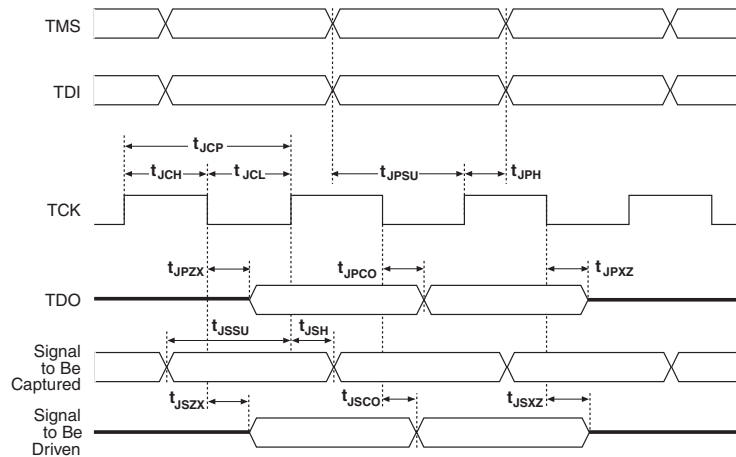 TMS
TDI
tJCP
tJCH
tJCL
tJPSU
tJPH
TCK
tJPZX
tJPCO
tJPXZ
TDO
tJSSU
tJSH
Signal
to Be
Captured
tJSZX
tJSCO
tJSXZ
Signal
to Be
Driven